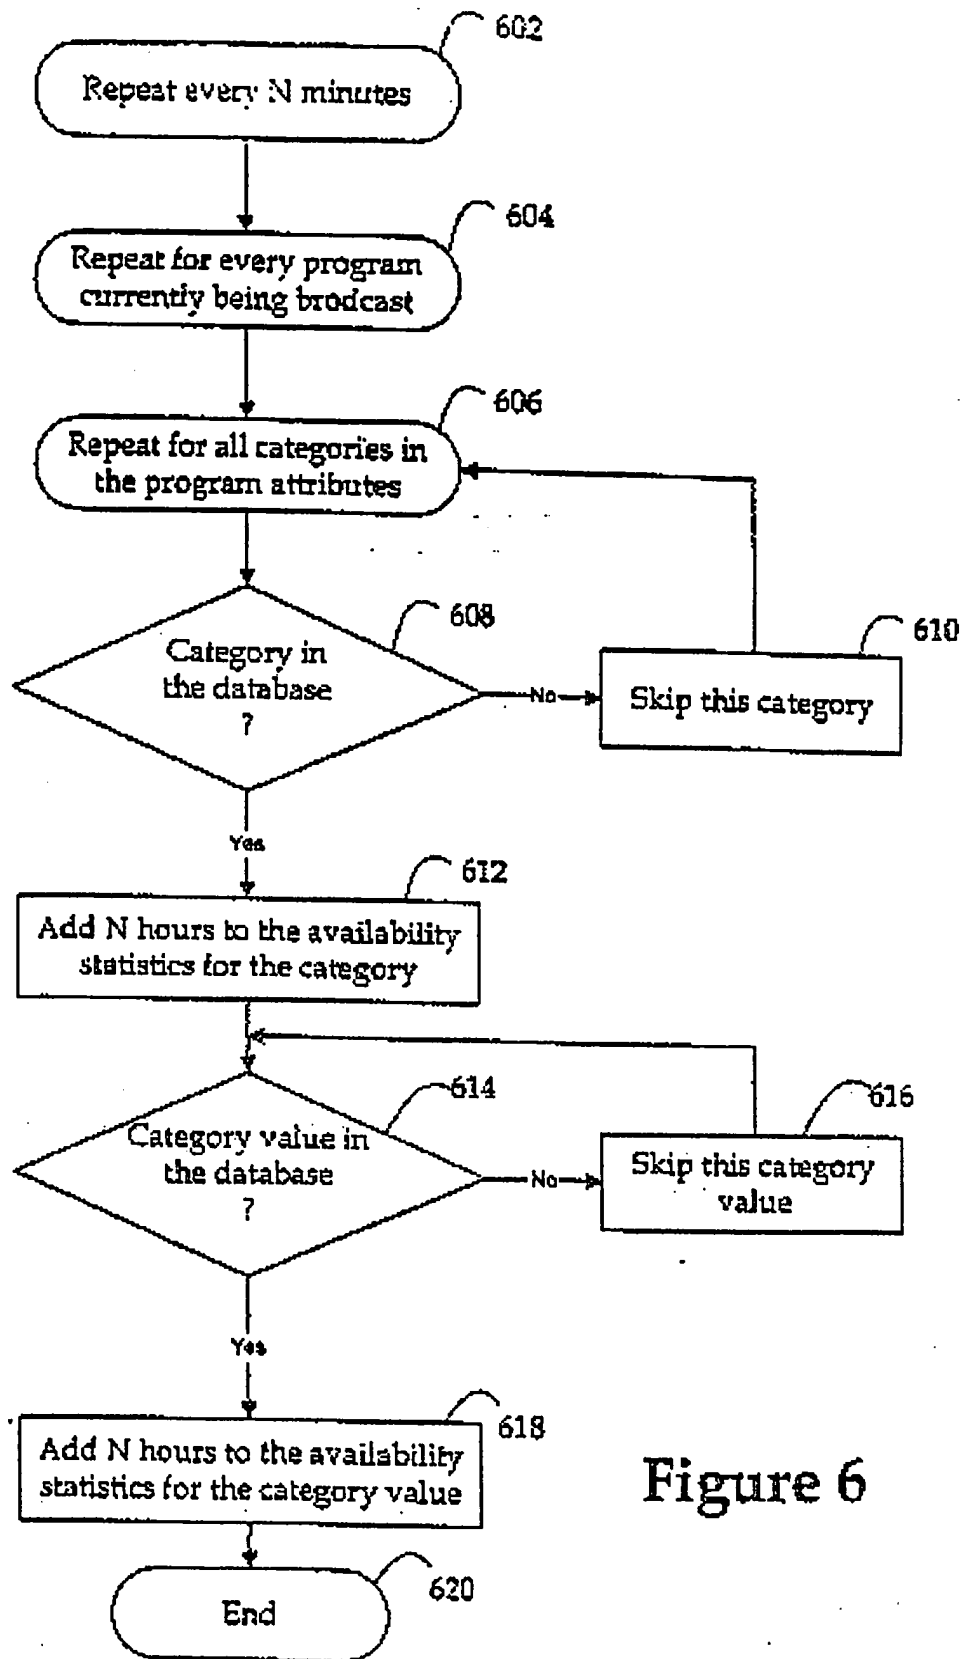 602
Repeat every N minutes
604
Repeat for every program
currently being brodcast
606
Repeat for all categories in
the program attributes
608
Category in
the database
?
No
610
Skip this category
Yes
612
Add N hours to the availability
statistics for the category
614
Category value in
the database
?
No
616
Skip this category
value
Yes
618
Add N hours to the availability
statistics for the category value
Figure 6
620
End